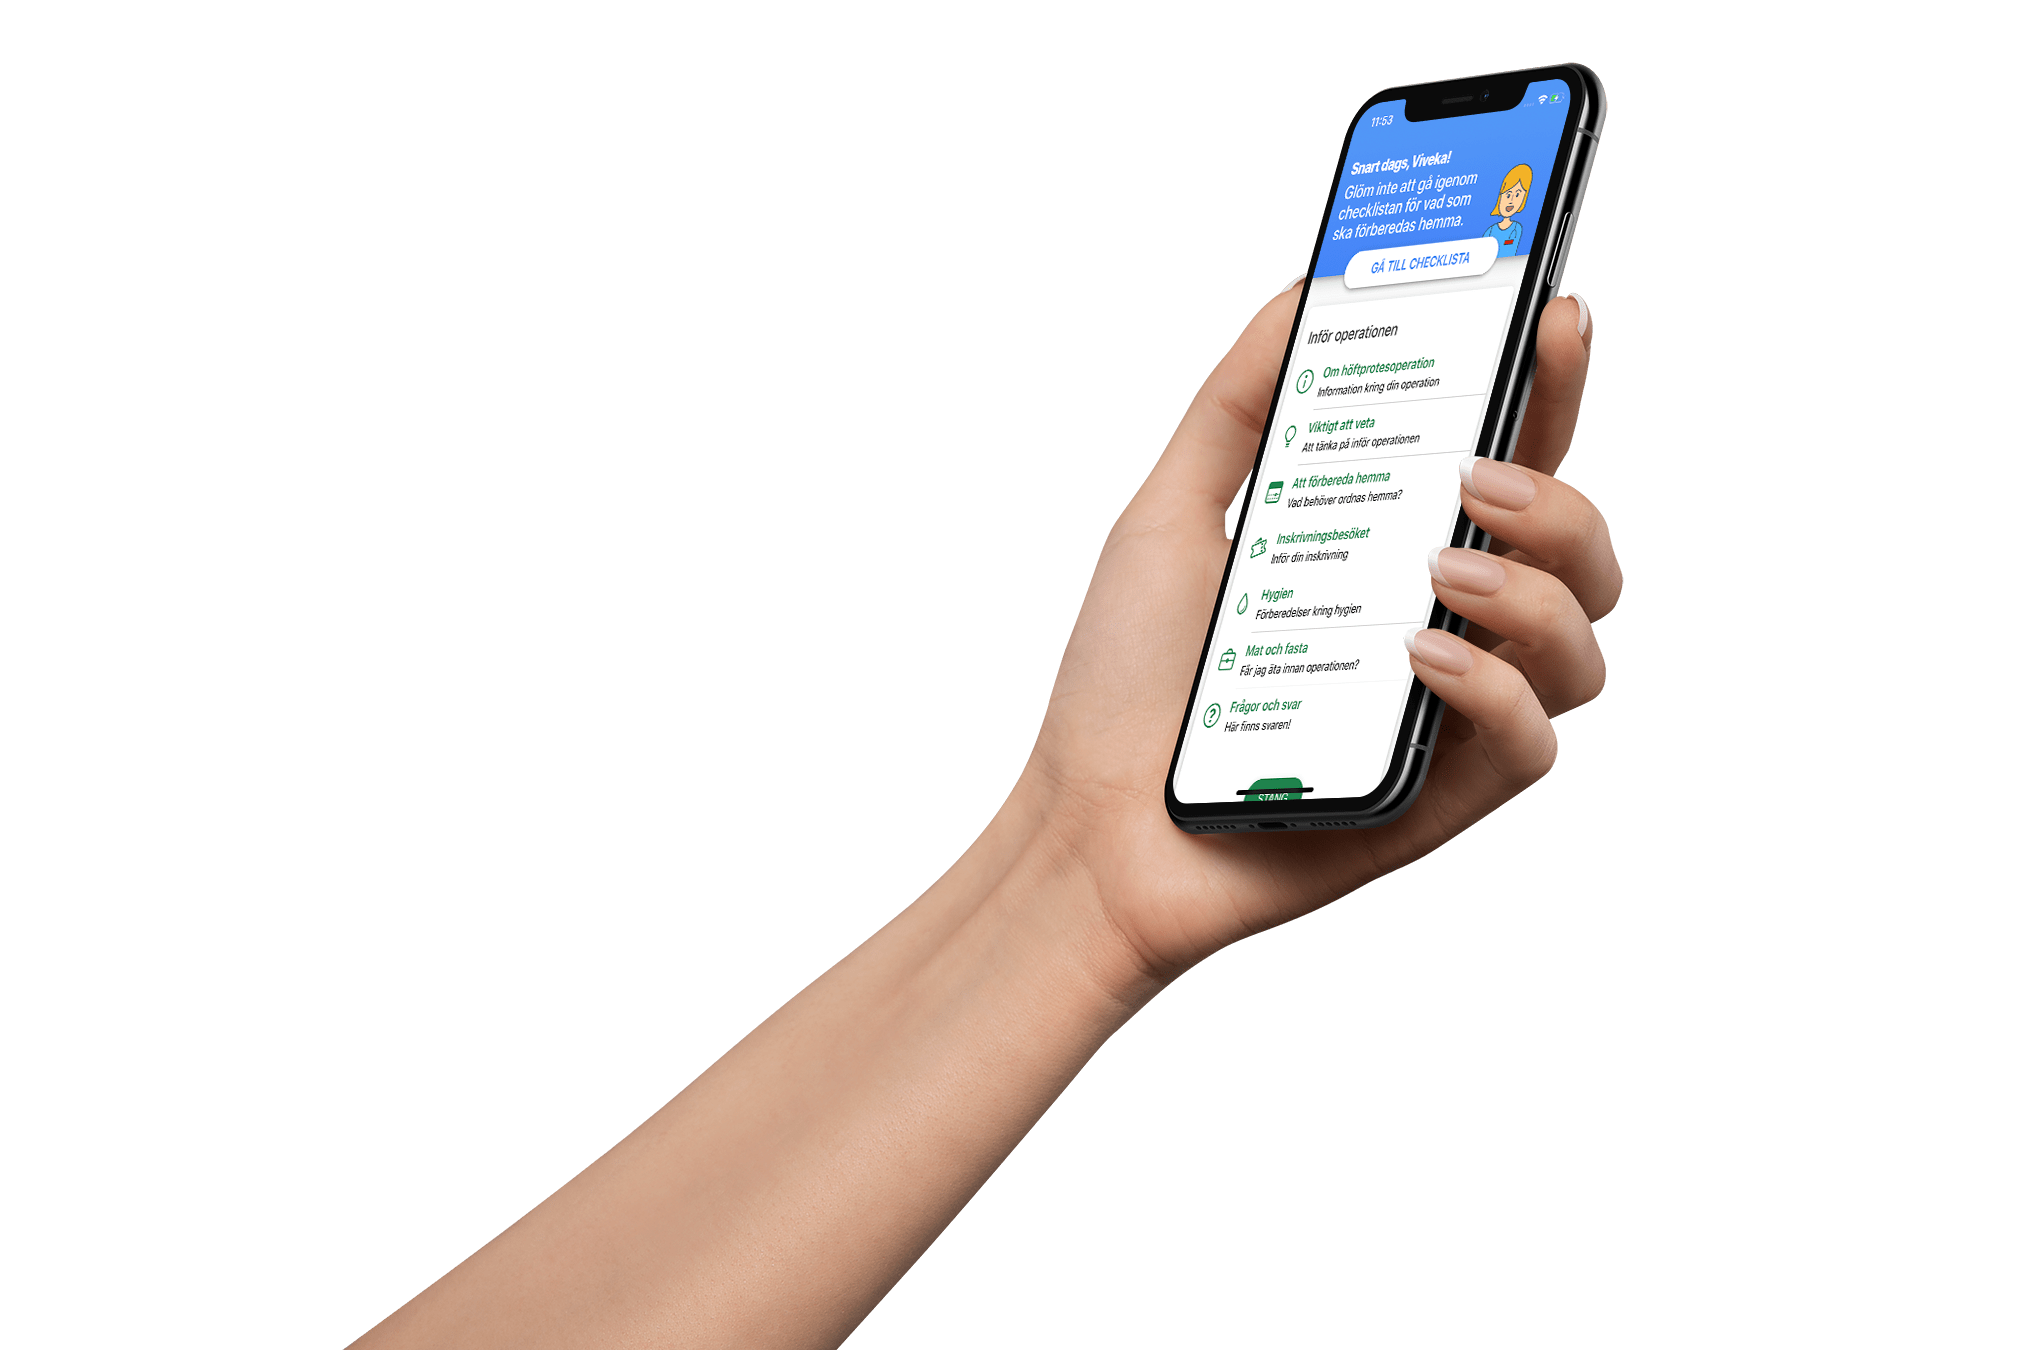 11:53
Snart dags, Viveka!
Glöm inte att gå igenom
checklistan för vad som
ska förberedas hemma.
GÅ TILL CHECKLISTA
Inför operationen
Om höftprotesoperation
Information kring din operation
Viktigt att veta
Att tänka på inför operationen
Att förbereda hemma
Vad behöver ordnas hemma?
Inskrivningsbesöket
Inför din inskrivning
Hygien
Förberedelser kring hygien
Mat och fasta
Får jag äta innan operationen?
Frågor och svar
Här finns svaren!
STÄNG